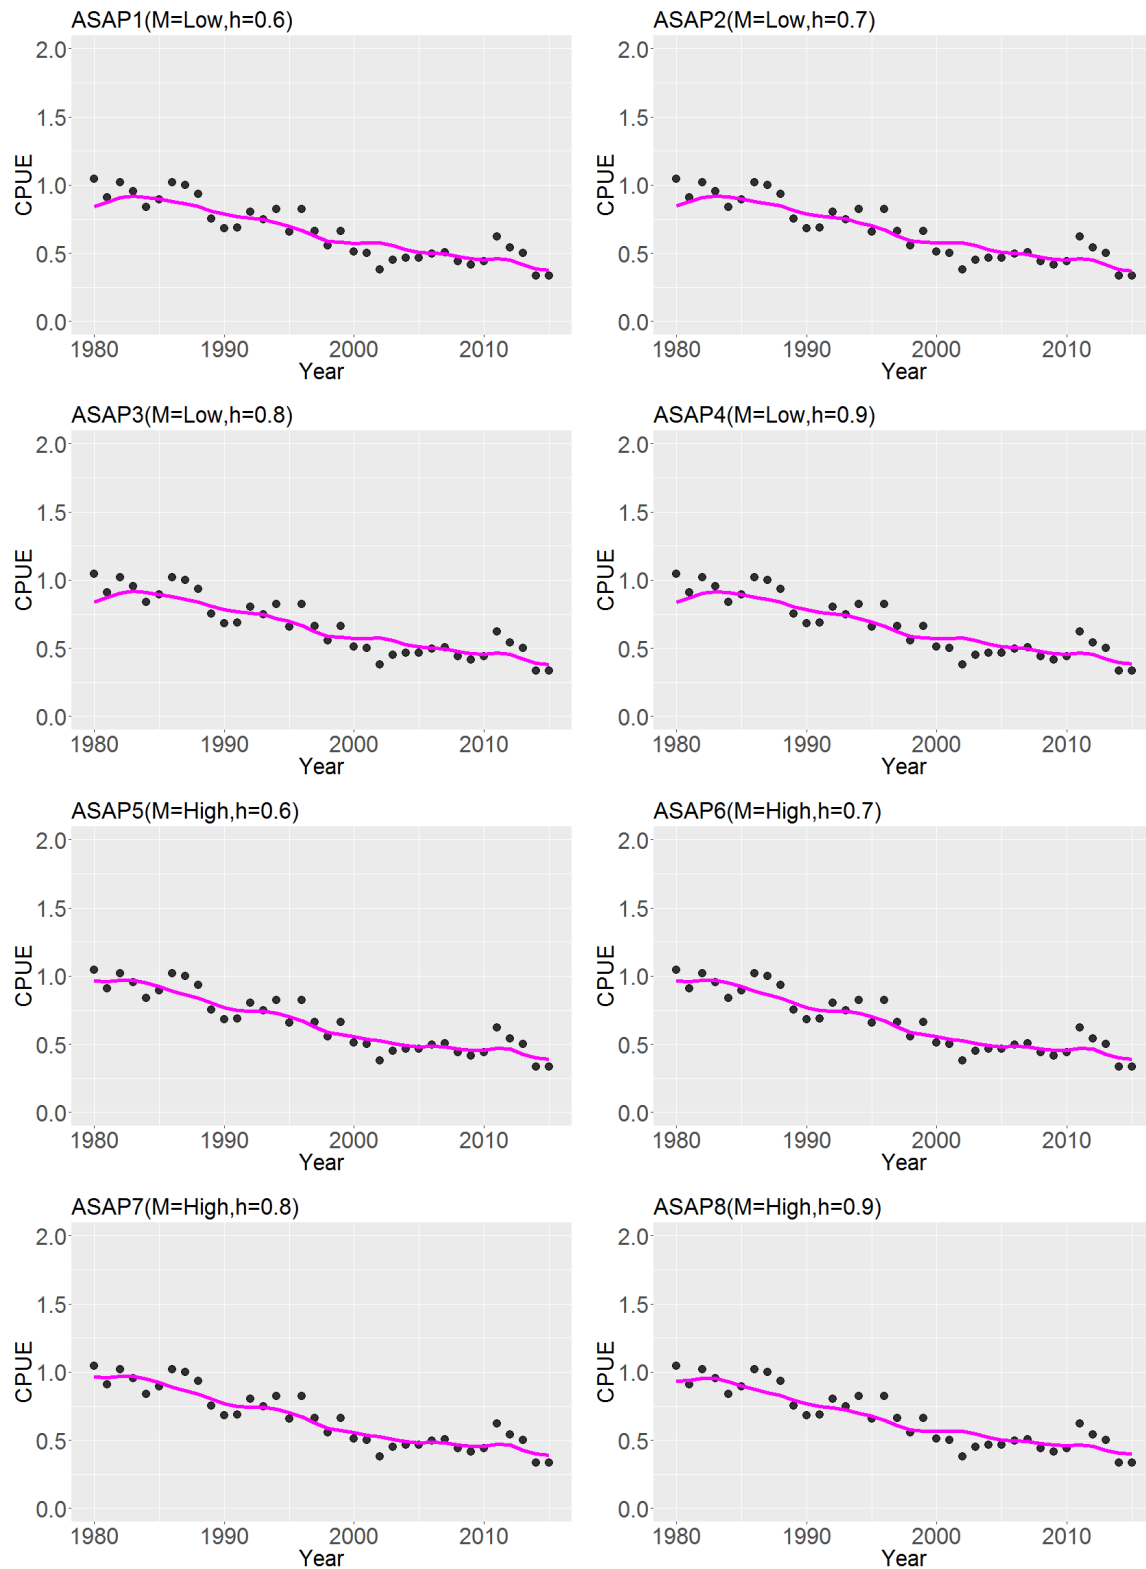 ASAP1(M=Low,h=0.6)
2.0
1.5
1.0
0.5
0.0
CPUE
1980 1990 2000 2010
Year
ASAP2(M=Low,h=0.7)
2.0
1.5
1.0
0.5
0.0
CPUE
1980 1990 2000 2010
Year
ASAP3(M=Low,h=0.8)
2.0
1.5
1.0
0.5
0.0
CPUE
1980 1990 2000 2010
Year
ASAP4(M=Low,h=0.9)
2.0
1.5
1.0
0.5
0.0
CPUE
1980 1990 2000 2010
Year
ASAP5(M=High,h=0.6)
2.0
1.5
1.0
0.5
0.0
CPUE
1980 1990 2000 2010
Year
ASAP6(M=High,h=0.7)
2.0
1.5
1.0
0.5
0.0
CPUE
1980 1990 2000 2010
Year
ASAP7(M=High,h=0.8)
2.0
1.5
1.0
0.5
0.0
CPUE
1980 1990 2000 2010
Year
ASAP8(M=High,h=0.9)
2.0
1.5
1.0
0.5
0.0
CPUE
1980 1990 2000 2010
Year